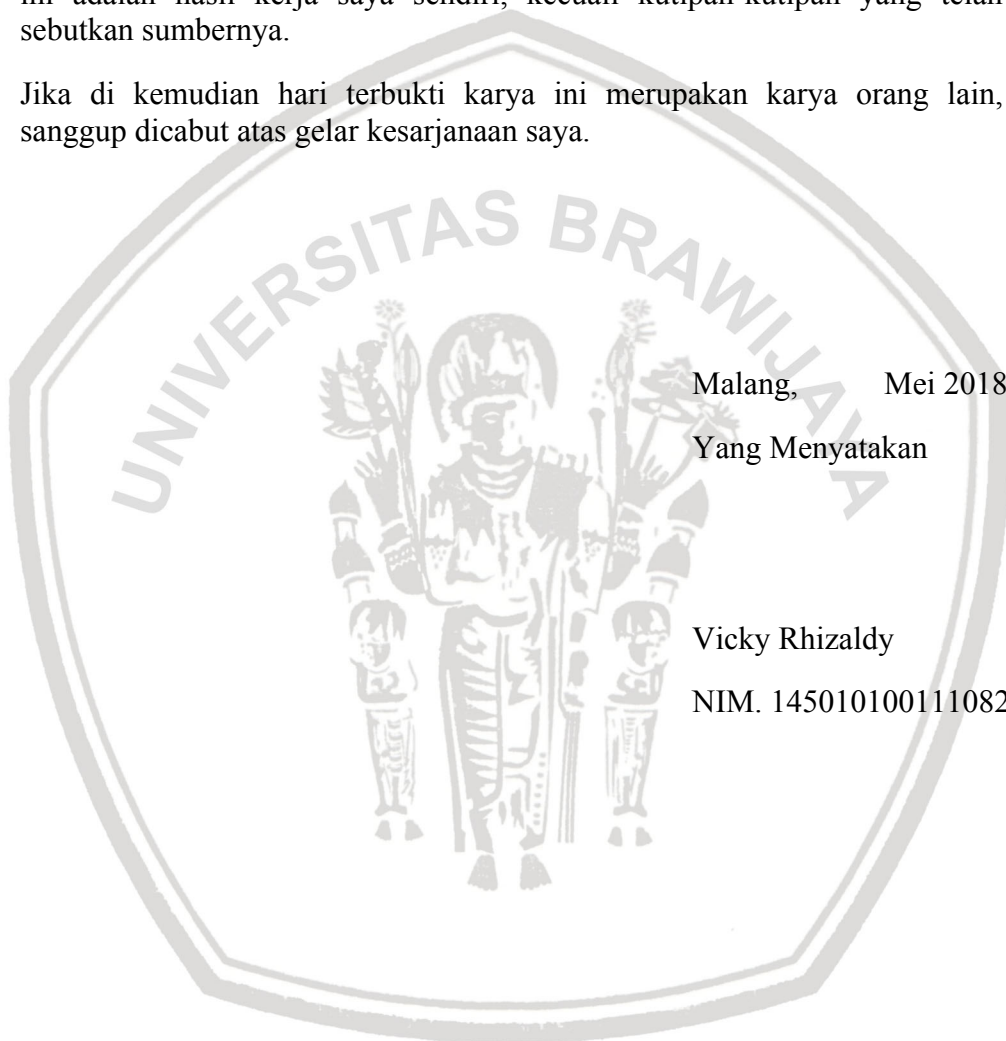 ini adalah hasil kerja saya sendiri, kecuali kutipan-kutipan yang telah
sebutkan sumbernya.
Jika di kemudian hari terbukti karya ini merupakan karya orang lain,
sanggup dicabut atas gelar kesarjanaan saya.
UNIVERSITAS BRAWIJAYA
Malang, Mei 2018
Yang Menyatakan
Vicky Rhizaldy
NIM. 145010100111082